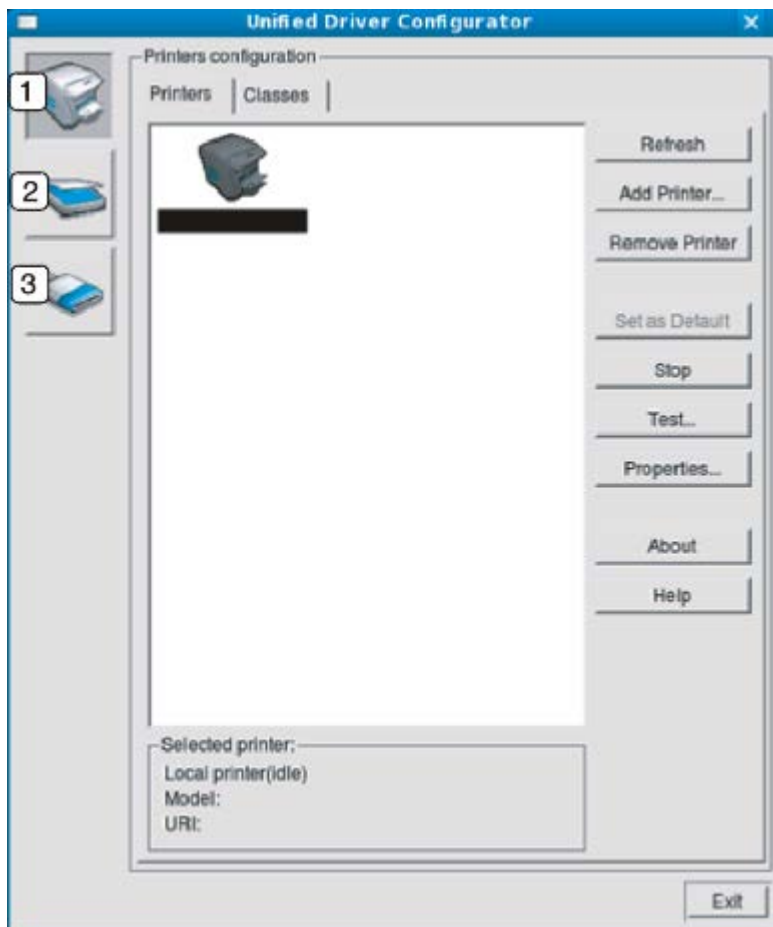 Unified Driver Configurator
Printers configuration
Printers
Classes
1
2
3
Refresh
Add Printer...
Remove Printer
Set as Default
Stop
Test...
Properties...
About
Help
Selected printer:
Local printer(idle)
Model:
URI:
Exit